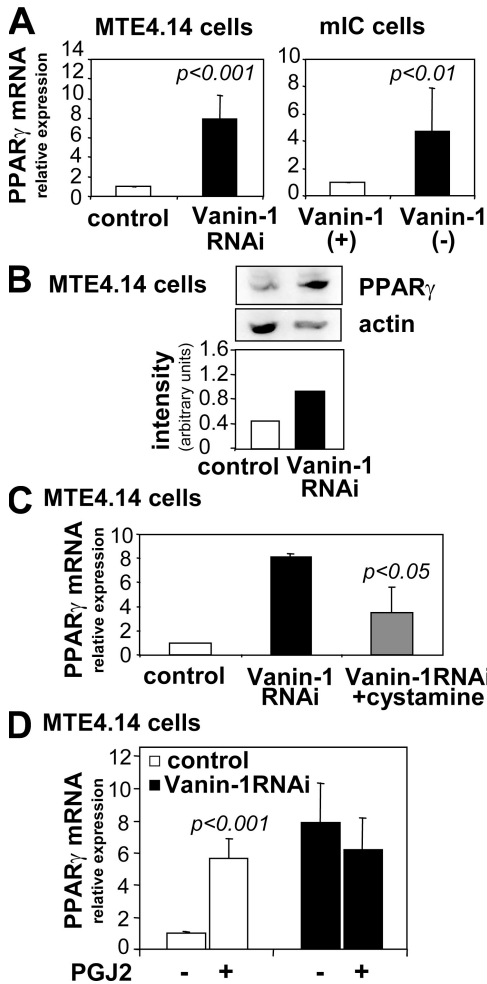 A
MTE4.14 cells
mIC cells
PPARγ mRNA
relative expression
14
12
10
8
6
4
2
0
p<0.001
control
Vanin-1
RNAi
10
8
6
4
2
0
p<0.01
Vanin-1
(+)
Vanin-1
(-)
B
MTE4.14 cells
PPARγ
actin
intensity
(arbitrary units)
1.6
1.2
0.8
0.4
0
control
Vanin-1
RNAi
C
MTE4.14 cells
PPARγ mRNA
relative expression
10
8
6
4
2
0
p<0.05
control
Vanin-1
RNAi
Vanin-1RNAi
+cystamine
D
MTE4.14 cells
PPARγ mRNA
relative expression
12
10
8
6
4
2
0
control
Vanin-1RNAi
p<0.001
PGJ2 - + - +